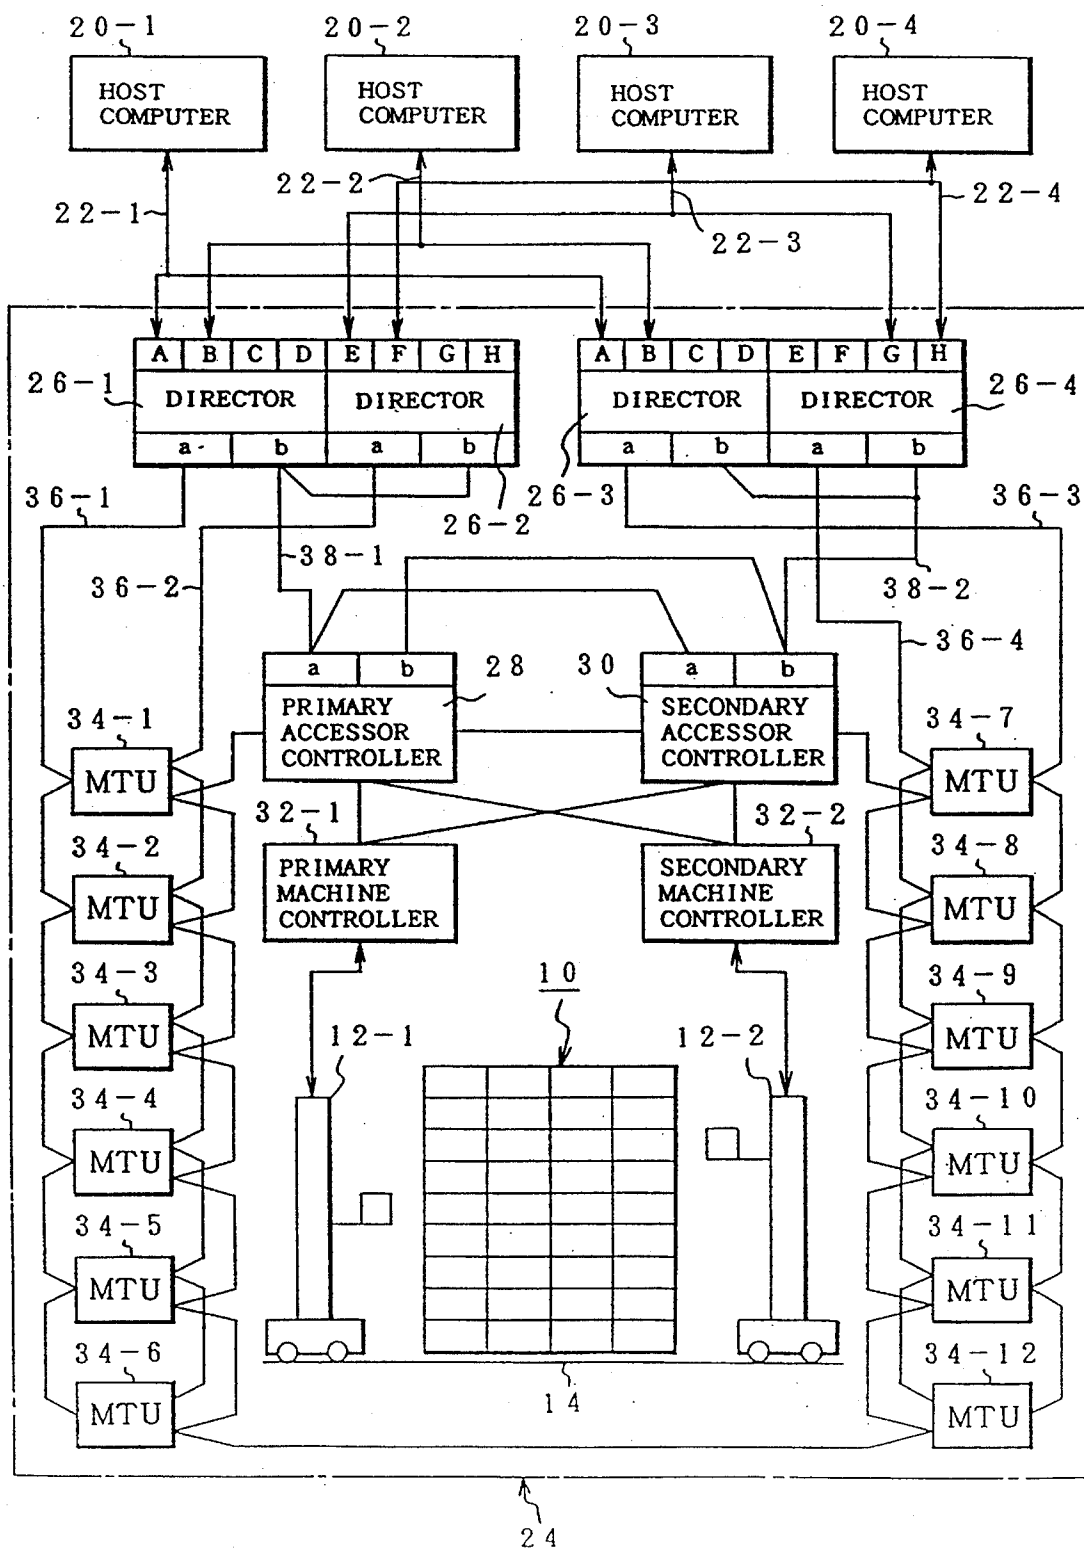 20-1 20-2 20-3 20-4
HOST
COMPUTER
HOST
COMPUTER
HOST
COMPUTER
HOST
COMPUTER
22-1
22-2
22-3
22-4
A B C D E F G H
A B C D E F G H
26-1
DIRECTOR
DIRECTOR
DIRECTOR
DIRECTOR
26-4
a b a b
a b a b
36-1
26-2
26-3
36-3
36-2
38-1
38-2
36-4
a b
28
30
a b
PRIMARY
ACCESSOR
CONTROLLER
SECONDARY
ACCESSOR
CONTROLLER
34-1
MTU
34-7
MTU
32-1
32-2
34-2
MTU
PRIMARY
MACHINE
CONTROLLER
SECONDARY
MACHINE
CONTROLLER
34-8
MTU
34-3
MTU
10
34-9
MTU
12-1
12-2
34-4
MTU
34-10
MTU
34-5
MTU
34-11
MTU
34-6
MTU
34-12
MTU
14
24